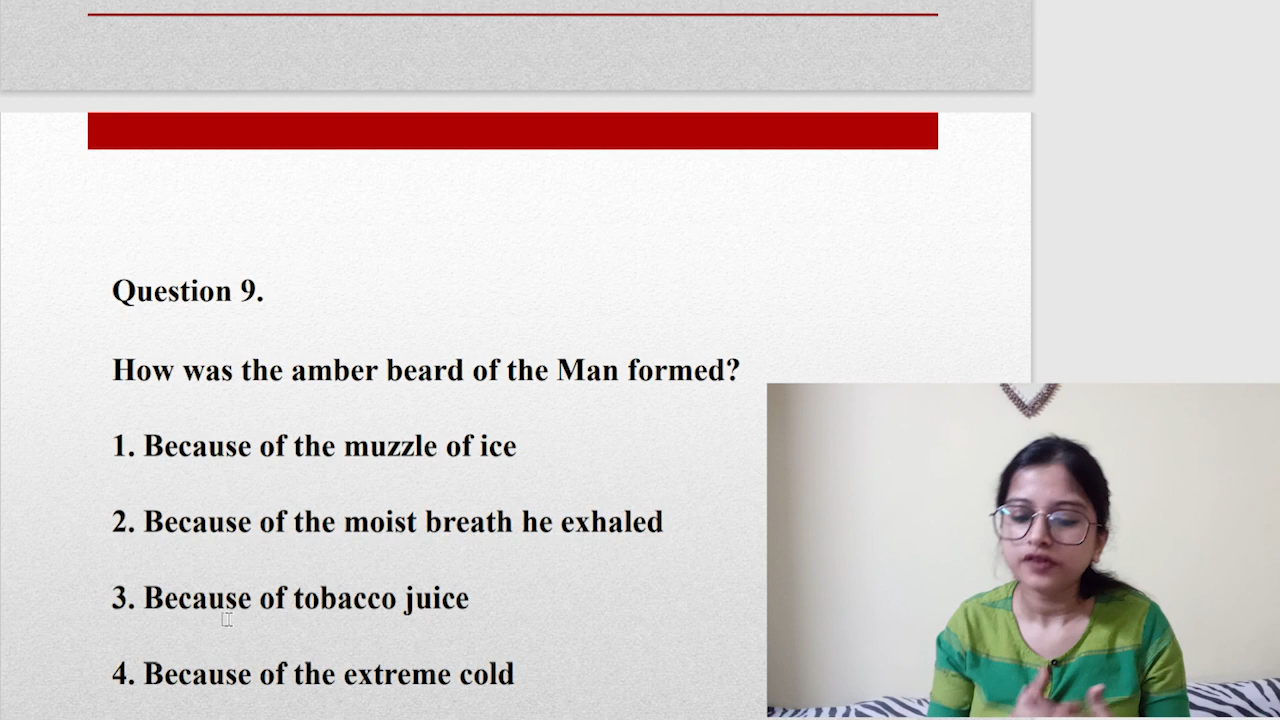 Question 9.
How was the amber beard of the Man formed?
1. Because of the muzzle of ice
2. Because of the moist breath he exhaled
3. Because of tobacco juice
4. Because of the extreme cold